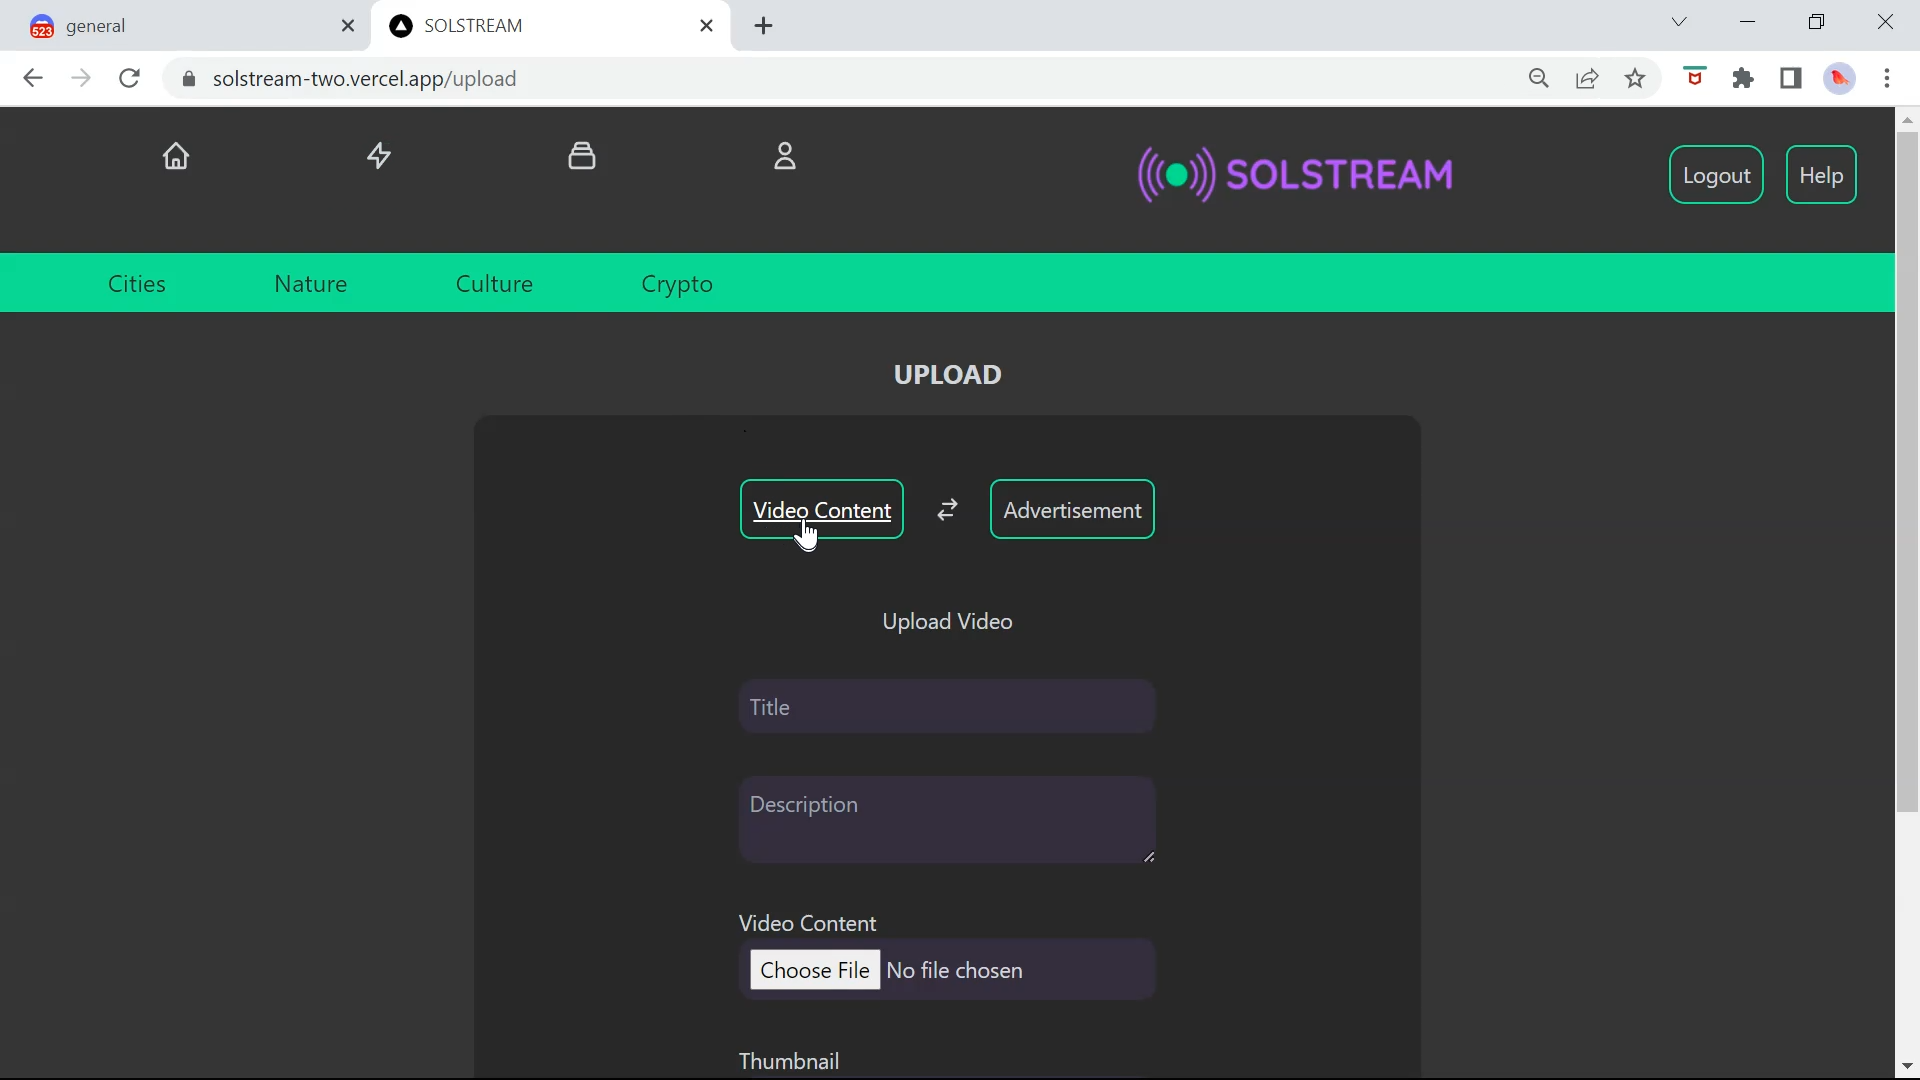 523 general
SOLSTREAM
solstream-two.vercel.app/upload
SOLSTREAM
Logout
Help
Cities
Nature
Culture
Crypto
UPLOAD
Video Content
Advertisement
Upload Video
Title
Description
Video Content
Choose File No file chosen
Thumbnail